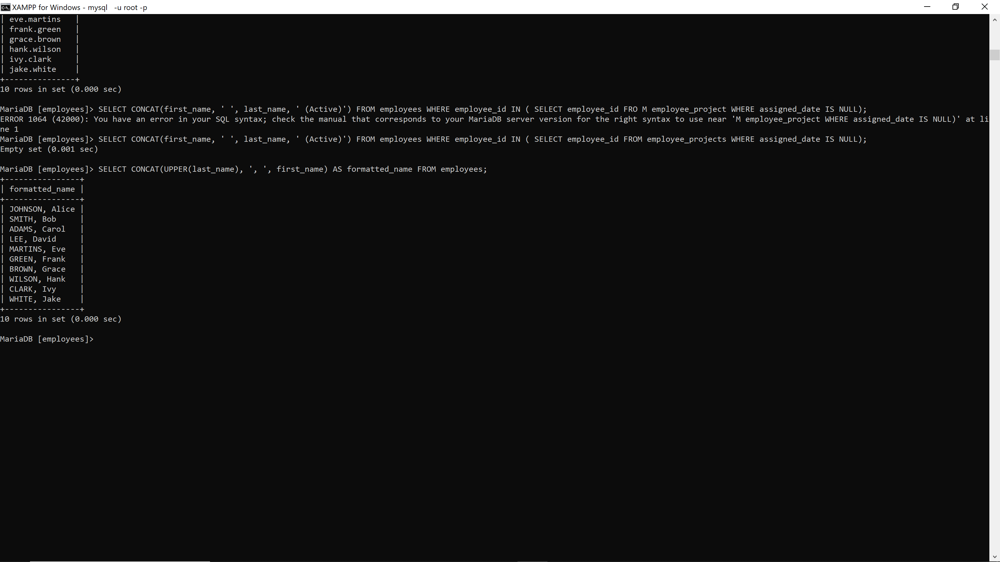 XAMPP for Windows - mysql  -u root -p
| eve.martins   |
| frank.green   |
| grace.brown   |
| hank.wilson   |
| ivy.clark     |
| jake.white    |
+---------------+
10 rows in set (0.000 sec)
MariaDB [employees]> SELECT CONCAT(first_name, ' ', last_name, ' (Active)') FROM employees WHERE employee_id IN ( SELECT employee_id FRO M employee_project WHERE assigned_date IS NULL);
ERROR 1064 (42000): You have an error in your SQL syntax; check the manual that corresponds to your MariaDB server version for the right syntax to use near 'M employee_project WHERE assigned_date IS NULL)' at li
ne 1
MariaDB [employees]> SELECT CONCAT(first_name, ' ', last_name, ' (Active)') FROM employees WHERE employee_id IN ( SELECT employee_id FROM employee_projects WHERE assigned_date IS NULL);
Empty set (0.001 sec)
MariaDB [employees]> SELECT CONCAT(UPPER(last_name), ', ', first_name) AS formatted_name FROM employees;
+----------------+
| formatted_name |
+----------------+
| JOHNSON, Alice |
| SMITH, Bob     |
| ADAMS, Carol   |
| LEE, David     |
| MARTINS, Eve   |
| GREEN, Frank   |
| BROWN, Grace   |
| WILSON, Hank   |
| CLARK, Ivy     |
| WHITE, Jake    |
+----------------+
10 rows in set (0.000 sec)
MariaDB [employees]>